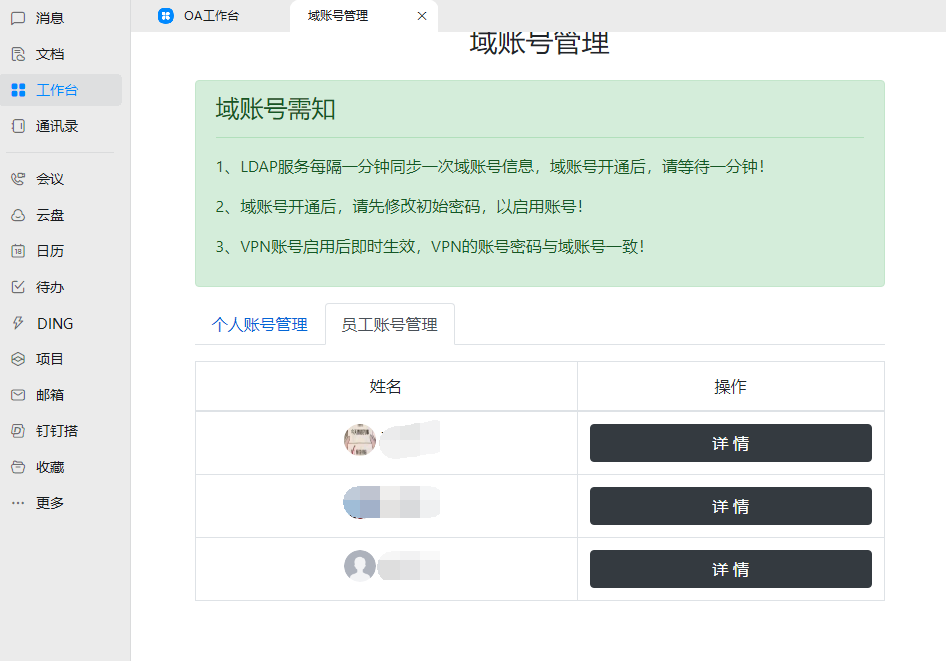 消息
文档
工作台
通讯录
会议
云盘
18
日历
待办
DING
项目
邮箱
钉钉搭
收藏
更多
OA工作台
域账号管理
域账号管理
域账号需知
1、LDAP服务每隔一分钟同步一次域账号信息，域账号开通后，请等待一分钟！
2、域账号开通后，请先修改初始密码，以启用账号！
3、VPN账号启用后即时生效，VPN的账号密码与域账号一致！
个人账号管理 员工账号管理
姓名 操作
详 情
详 情
详 情